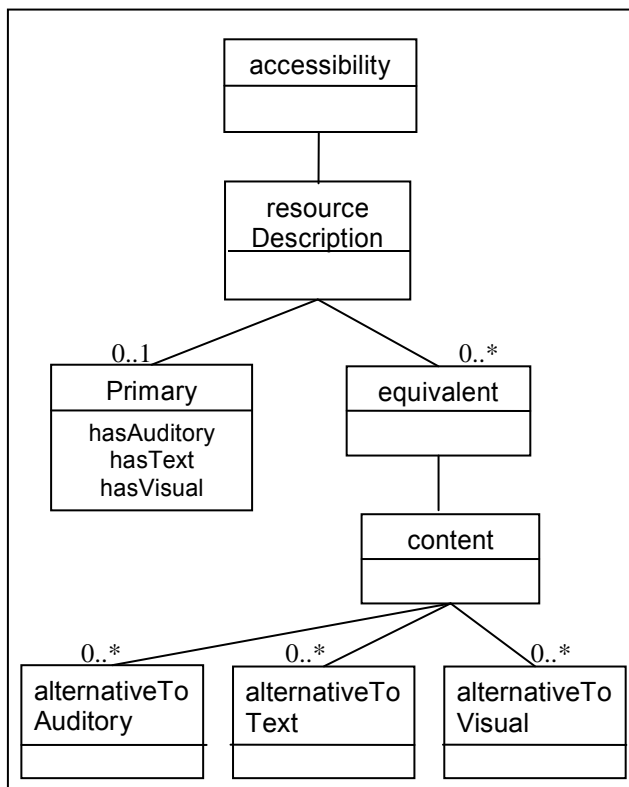 accessibility
resource
Description
0..1
0..*
Primary
hasAuditory
hasText
hasVisual
equivalent
content
0..*
0..*
0..*
alternativeTo
Auditory
alternativeTo
Text
alternativeTo
Visual